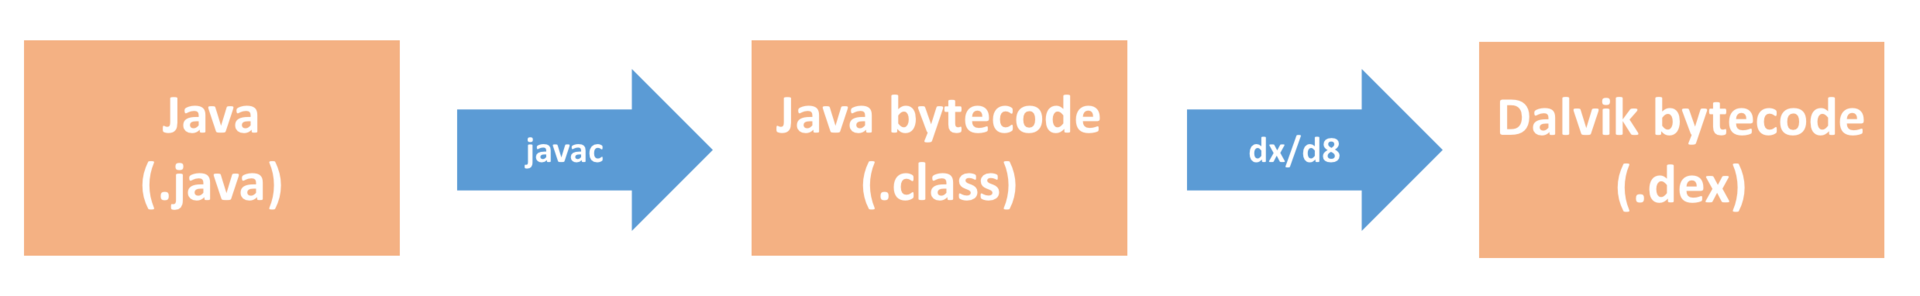 Java
(.java)
javac
Java bytecode
(.class)
dx/d8
Dalvik bytecode
(.dex)